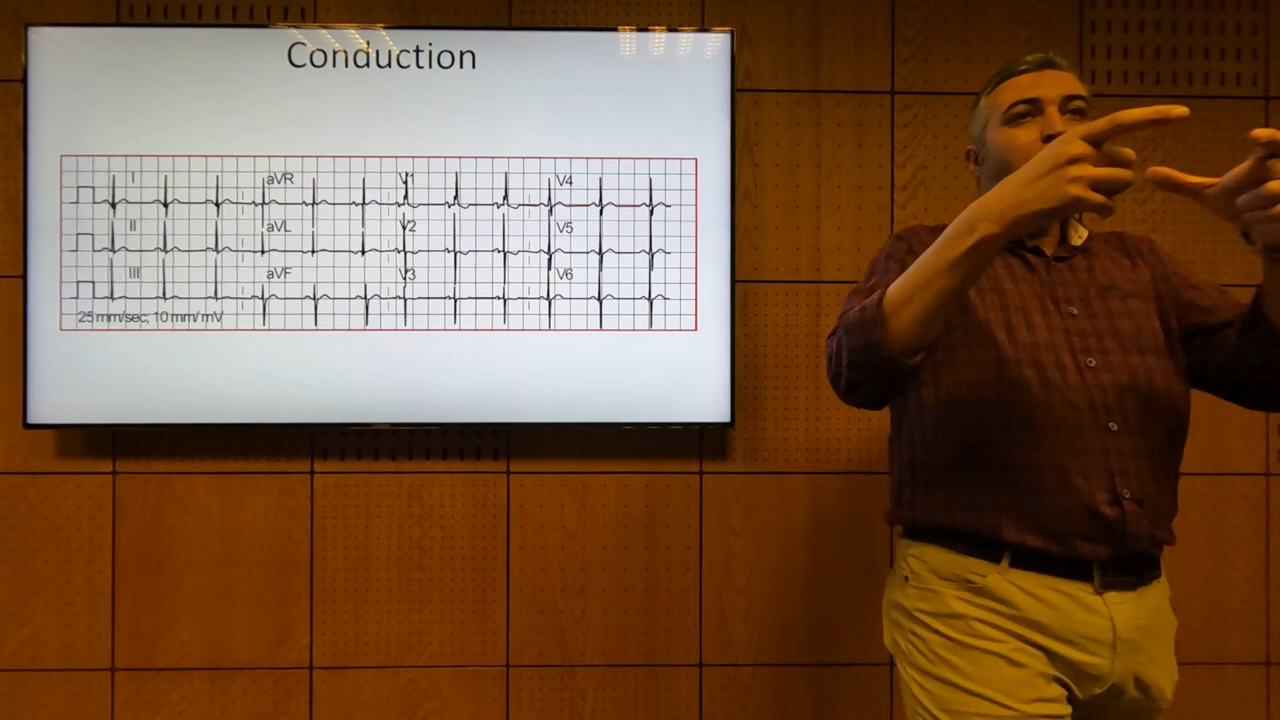 Conduction
I aVR V1 V4
II aVL V2 V5
III aVF V3 V6
25 mm/sec; 10 mm/mV